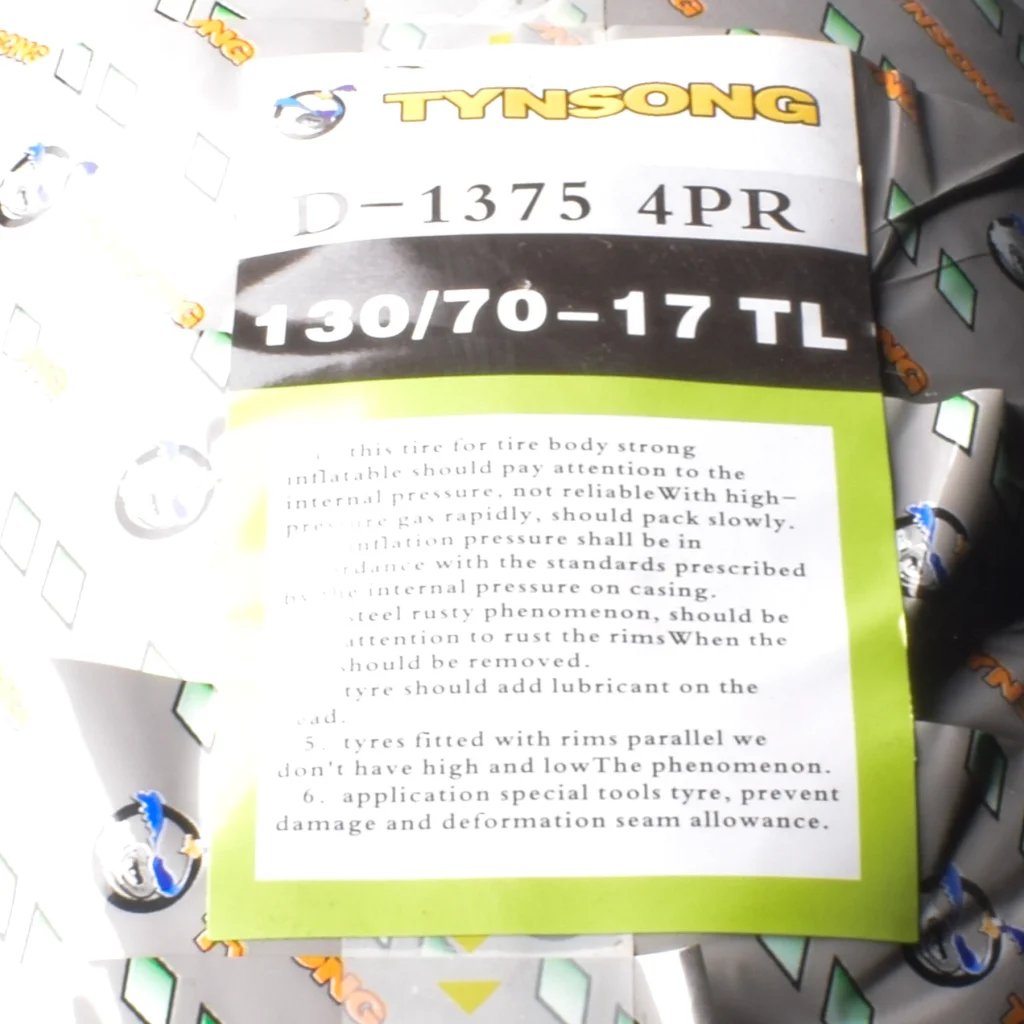 TYNSONG
D-1375 4PR
130/70-17 TL
this tire for tire body strong
inflatable should pay attention to the
internal pressure, not reliableWith high-
pressure gas rapidly, should pack slowly.
inflation pressure shall be in
with the standards prescribed
by the internal pressure on casing.
steel rusty phenomenon, should be
attention to rust the rimsWhen the
should be removed.
tyre should add lubricant on the
5. tyres fitted with rims parallel we
don't have high and lowThe phenomenon.
6. application special tools tyre, prevent
damage and deformation seam allowance.